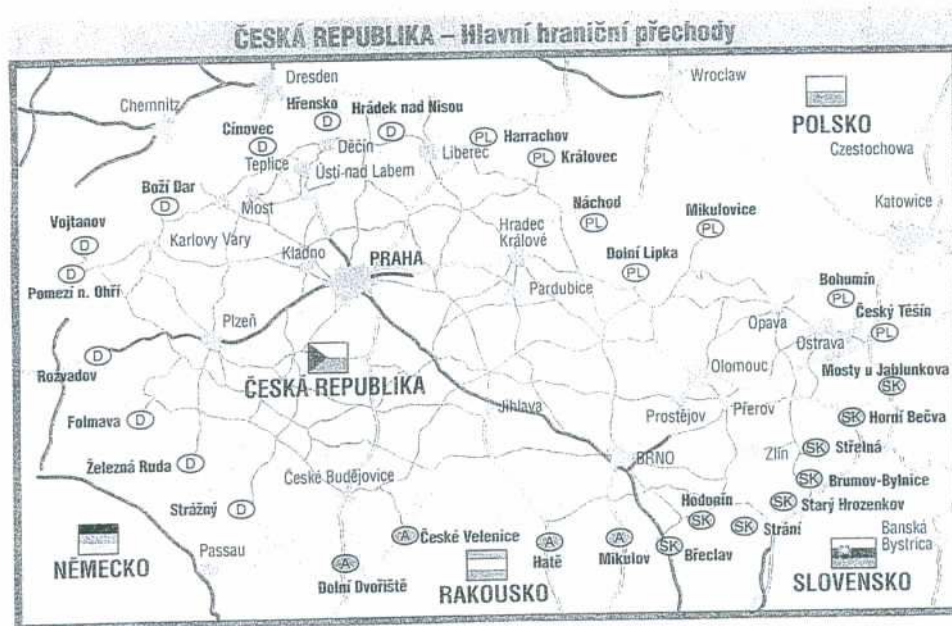 ČESKÁ REPUBLIKA – Hlavní hraniční přechody
Dresden
Wroclaw
Chemnitz
Hřensko
D
Hrádek nad Nisou
D
POLSKO
Cínovec
D
Děčín
PL
Harrachov
Czestochowa
Teplice
Liberec
PL
Královec
Ústí nad Labem
Boží Dar
D
Most
Náchod
PL
Mikulovice
PL
Katowice
Vojtanov
D
Karlovy Vary
Kladno
Hradec
Králové
PRAHA
Dolní Lipka
PL
D
Pomezí n. Ohří
Pardubice
Bohumín
PL
Plzeň
Opava
Český Těšín
PL
Ostrava
D
Rozvadov
ČESKÁ REPUBLIKA
Olomouc
Mosty u Jablunkova
SK
Jihlava
Prostějov
Přerov
SK
Horní Bečva
Folmava
D
Zlín
SK
Střelná
BRNO
Železná Ruda
D
České Budějovice
SK
Brumov-Bylnice
Hodonín
SK
SK
Starý Hrozenkov
Strážný
D
SK
Strání
Banská
Bystrica
A
České Velenice
A
Hatě
A
Mikulov
SK
Břeclav
Passau
NĚMECKO
A
Dolní Dvořiště
RAKOUSKO
SLOVENSKO